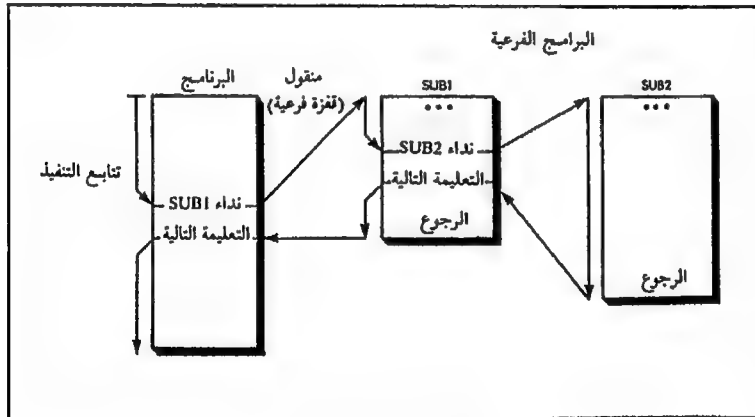 البرامج الفرعية
البرنامج
منقول
(قفزة فرعية)
SUB1
•••
SUB2
•••
تتابع التنفيذ
نداء SUB1
التعليمة التالية
نداء SUB2
التعليمة التالية
الرجوع
الرجوع